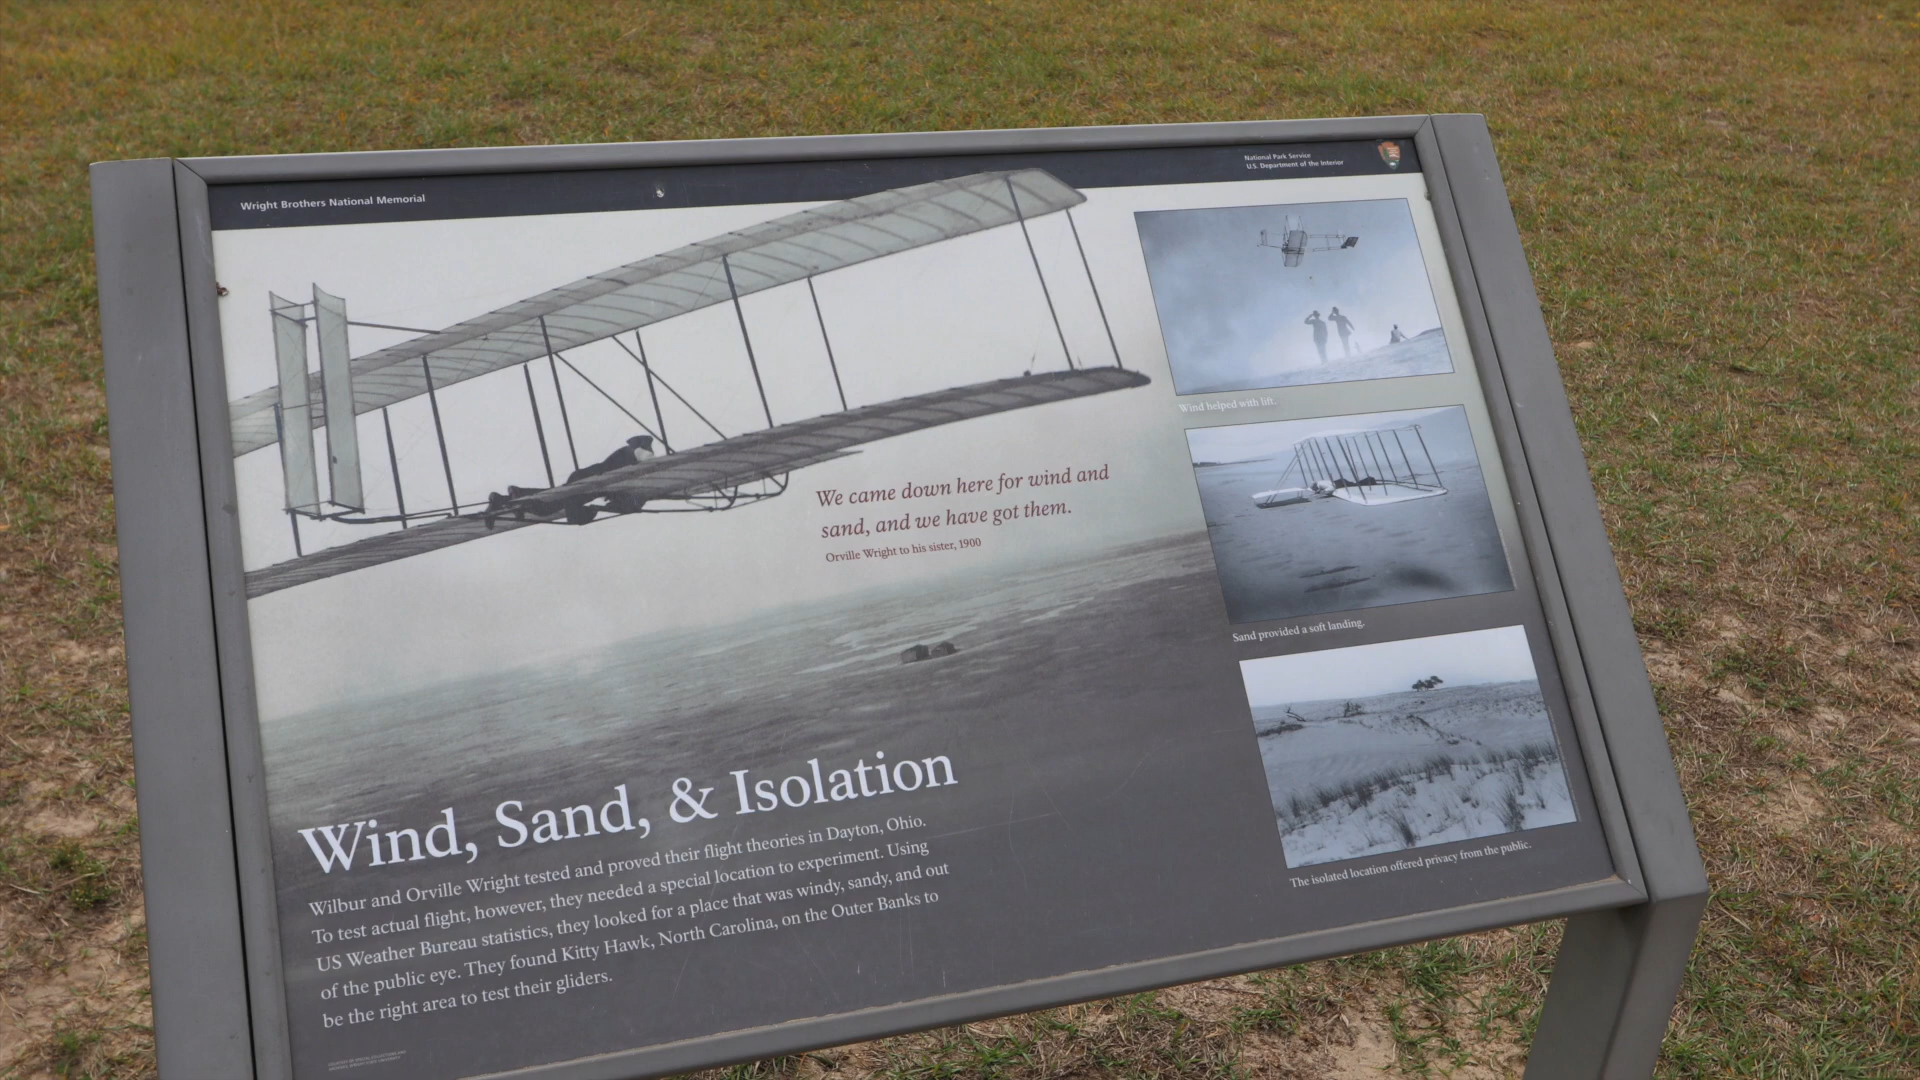 Wright Brothers National Memorial
National Park Service
U.S. Department of the Interior
Wind helped with lift.
We came down here for wind and
sand, and we have got them.
Orville Wright to his sister, 1900
Sand provided a soft landing.
The isolated location offered privacy from the public.
Wind, Sand, & Isolation
Wilbur and Orville Wright tested and proved their flight theories in Dayton, Ohio.
To test actual flight, however, they needed a special location to experiment. Using
US Weather Bureau statistics, they looked for a place that was windy, sandy, and out
of the public eye. They found Kitty Hawk, North Carolina, on the Outer Banks to
be the right area to test their gliders.